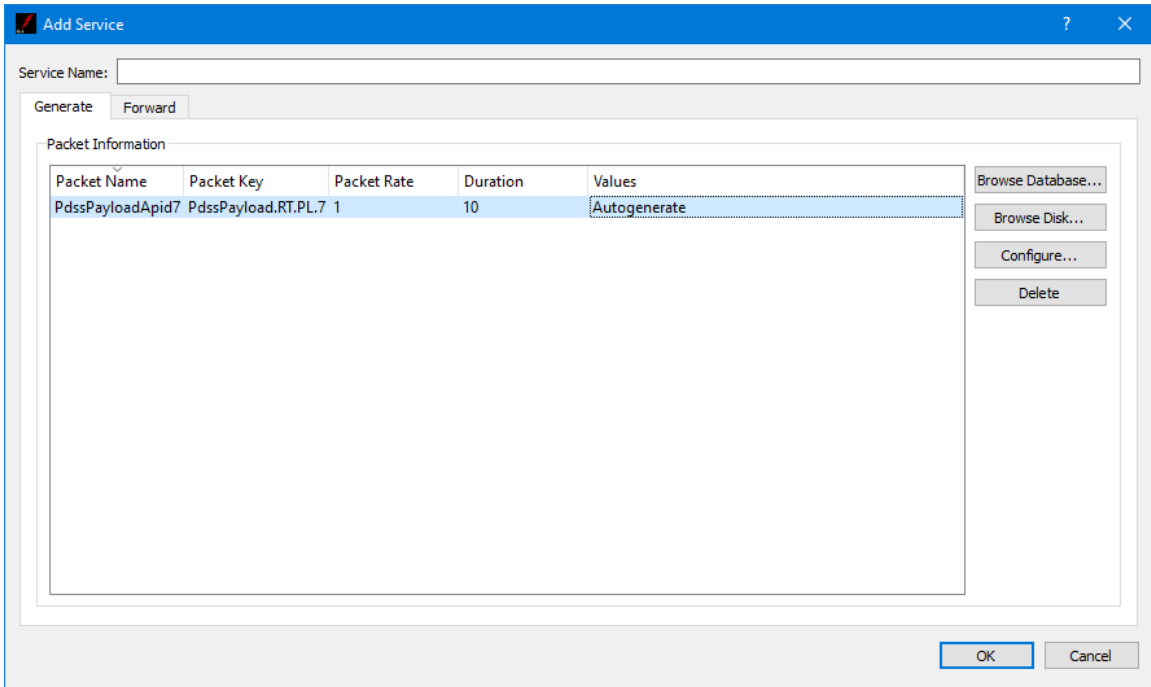 Add Service
Service Name:
Generate Forward
Packet Information
Packet Name Packet Key Packet Rate Duration Values
PdssPayloadApid7 PdssPayload.RT.PL.7 1 10 Autogenerate
Browse Database...
Browse Disk...
Configure...
Delete
OK Cancel